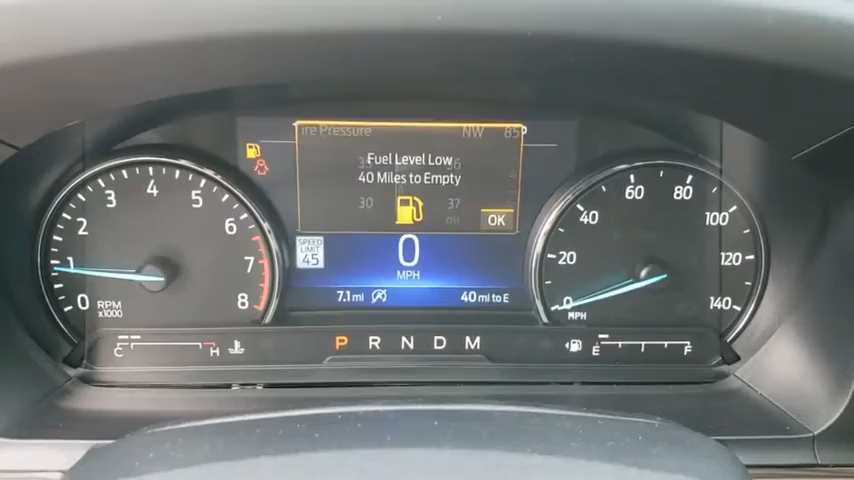 ire Pressure NW 85°
Fuel Level Low
40 Miles to Empty
30 37
mi
OK
SPEED
LIMIT
45
0
MPH
7.1 mi 40 mi to E
0 1 2 3 4 5 6 7 8
RPM
x1000
0 20 40 60 80 100 120 140
MPH
C H
P R N D M
E F